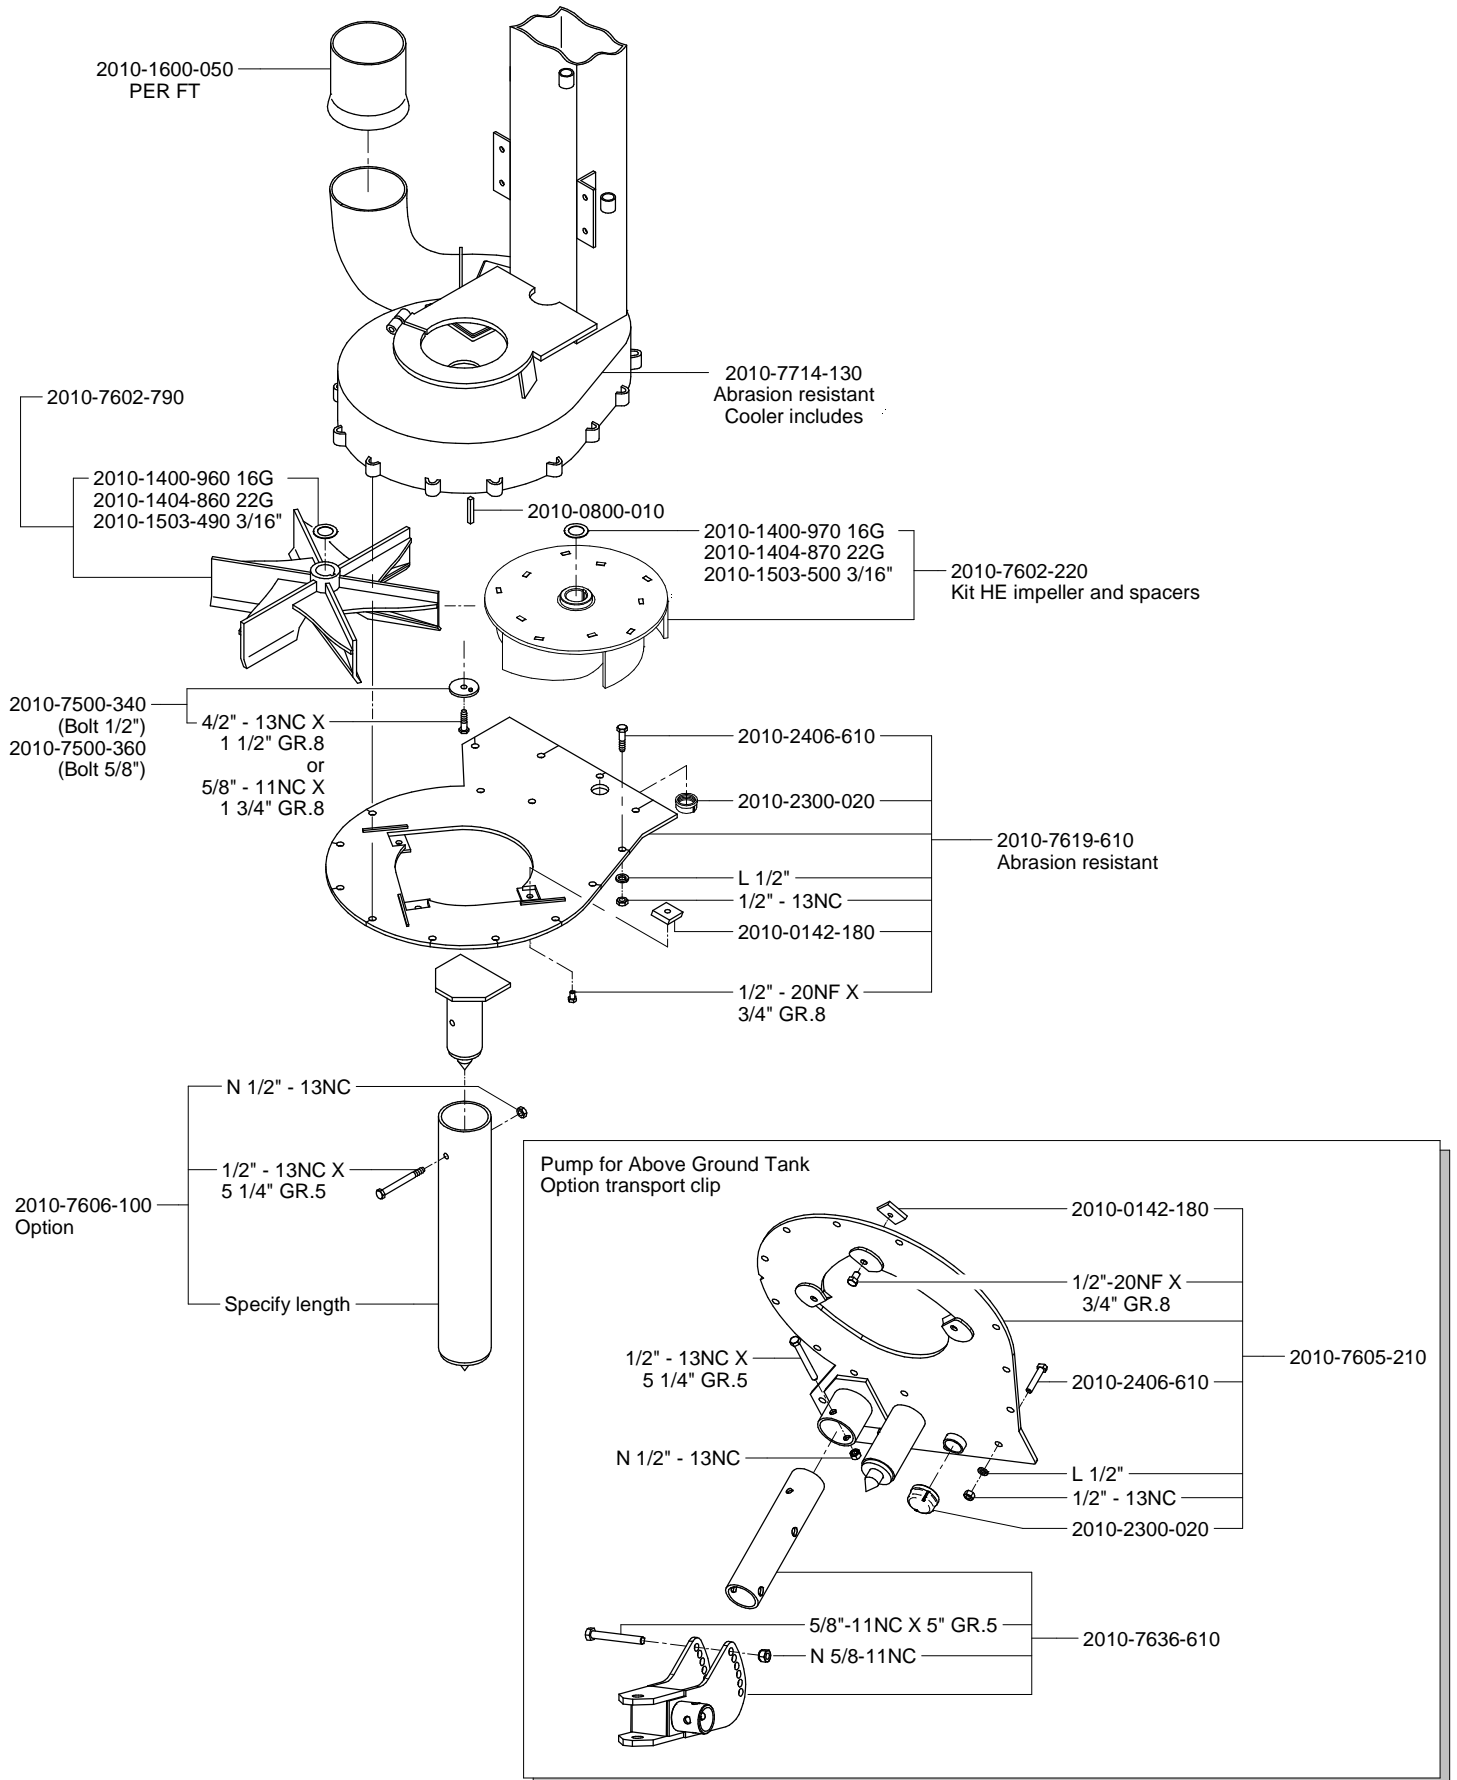 2010-1600-050
PER FT
2010-7714-130
Abrasion resistant
Cooler includes
2010-7602-790
2010-1400-960 16G
2010-1404-860 22G
2010-1503-490 3/16"
2010-0800-010
2010-1400-970 16G
2010-1404-870 22G
2010-1503-500 3/16"
2010-7602-220
Kit HE impeller and spacers
2010-7500-340
(Bolt 1/2")
2010-7500-360
(Bolt 5/8")
4/2" - 13NC X
1 1/2" GR.8
or
5/8" - 11NC X
1 3/4" GR.8
2010-2406-610
2010-2300-020
2010-7619-610
Abrasion resistant
L 1/2"
1/2" - 13NC
2010-0142-180
1/2" - 20NF X
3/4" GR.8
N 1/2" - 13NC
1/2" - 13NC X
5 1/4" GR.5
2010-7606-100
Option
Specify length
Pump for Above Ground Tank
Option transport clip
2010-0142-180
1/2"-20NF X
3/4" GR.8
1/2" - 13NC X
5 1/4" GR.5
2010-7605-210
2010-2406-610
N 1/2" - 13NC
L 1/2"
1/2" - 13NC
2010-2300-020
5/8"-11NC X 5" GR.5
2010-7636-610
N 5/8-11NC